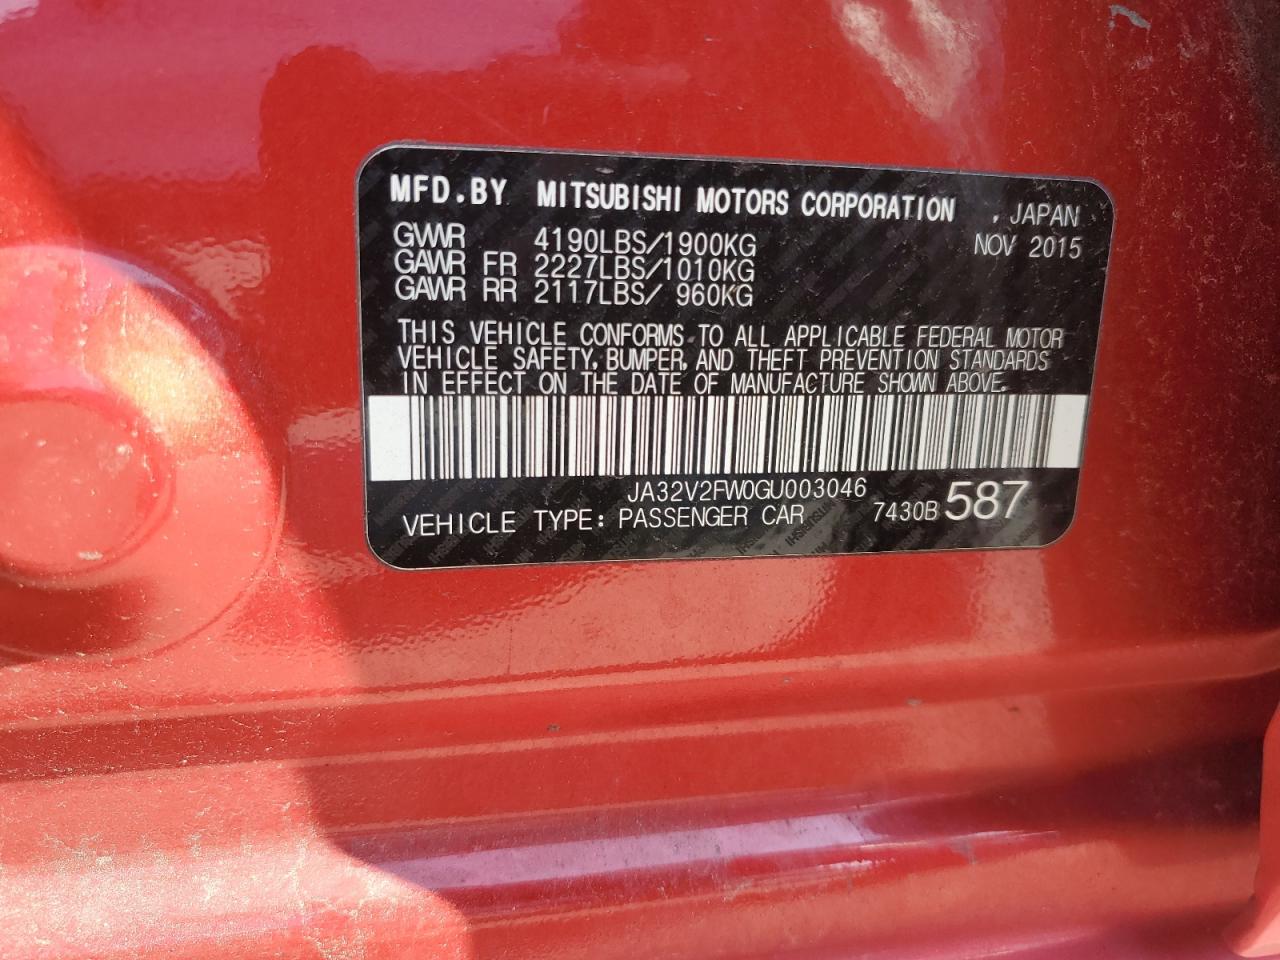 MFD.BY MITSUBISHI MOTORS CORPORATION , JAPAN
GVWR 4190LBS/1900KG NOV 2015
GAWR FR 2227LBS/1010KG
GAWR RR 2117LBS/ 960KG
THIS VEHICLE CONFORMS TO ALL APPLICABLE FEDERAL MOTOR
VEHICLE SAFETY, BUMPER, AND THEFT PREVENTION STANDARDS
IN EFFECT ON THE DATE OF MANUFACTURE SHOWN ABOVE.
JA32V2FW0GU003046
VEHICLE TYPE: PASSENGER CAR 7430B587